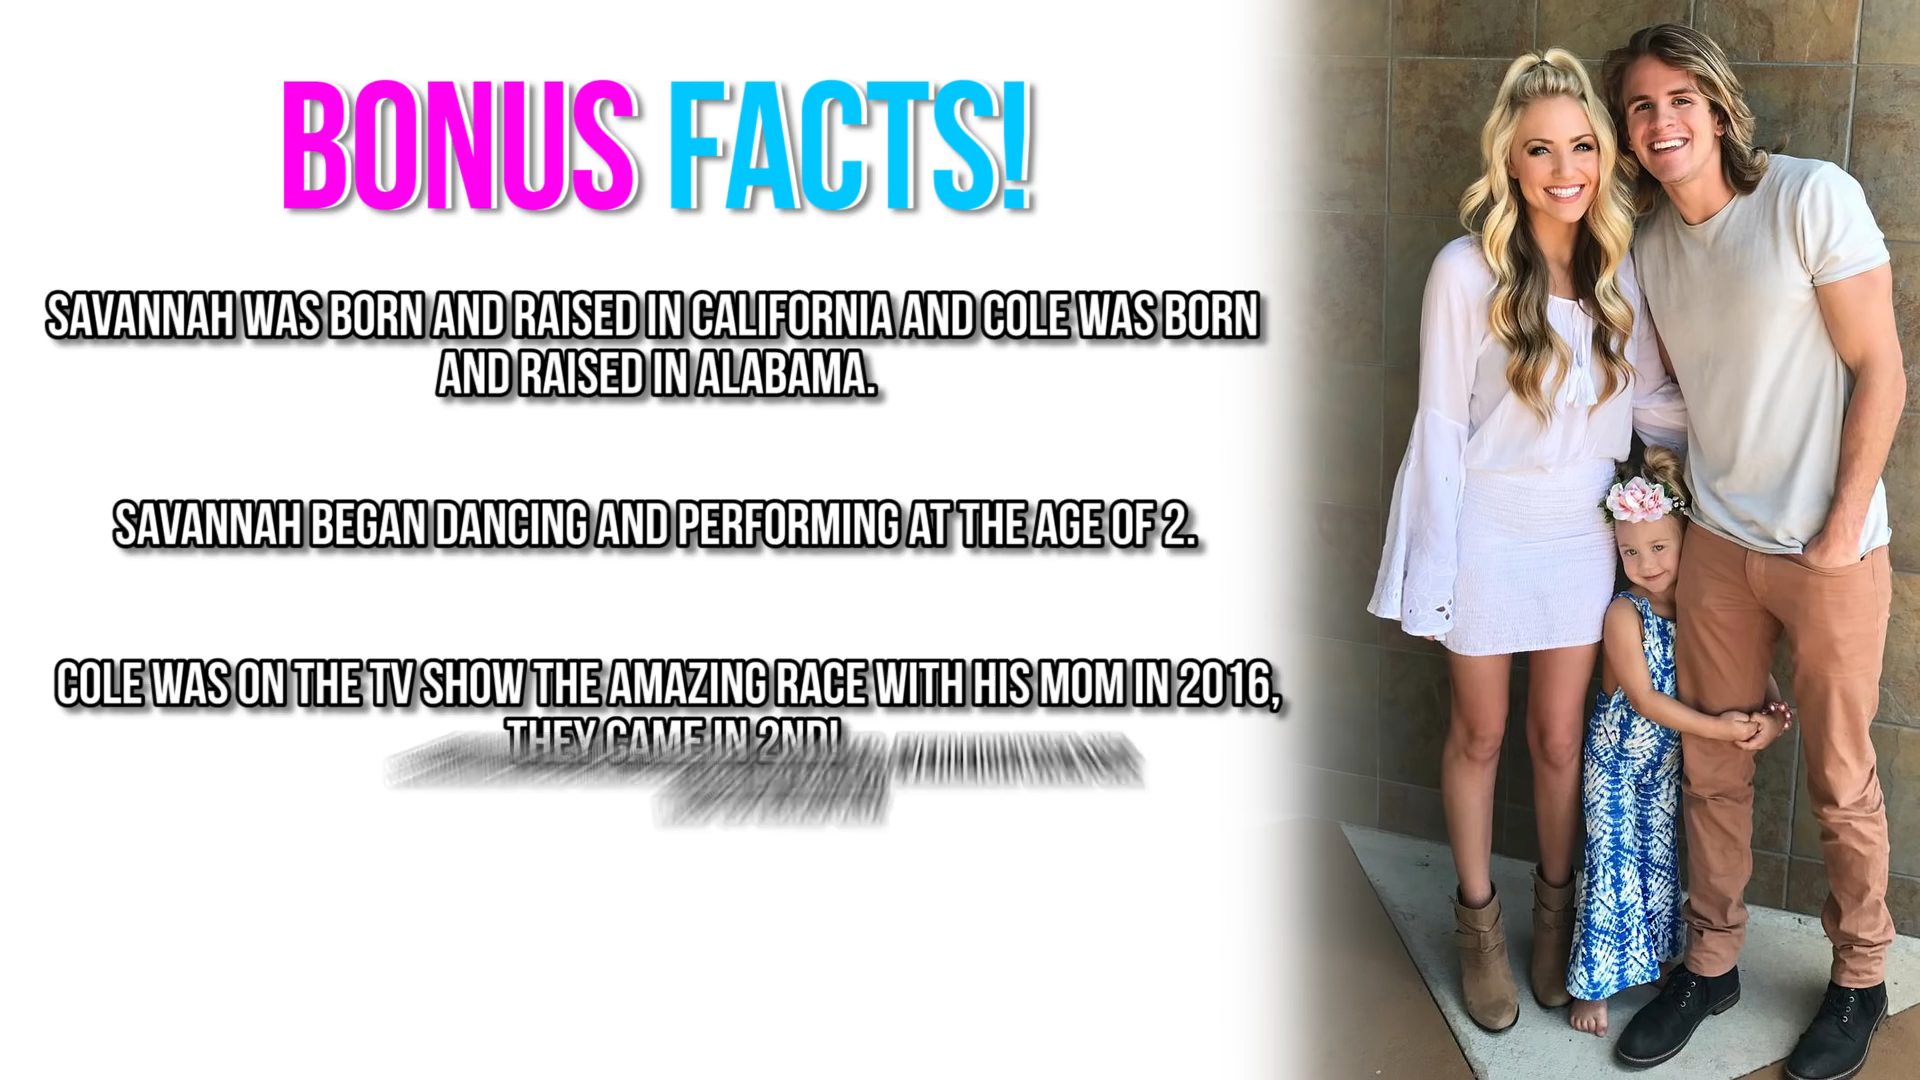 BONUS FACTS!
SAVANNAH WAS BORN AND RAISED IN CALIFORNIA AND COLE WAS BORN
AND RAISED IN ALABAMA.
SAVANNAH BEGAN DANCING AND PERFORMING AT THE AGE OF 2.
COLE WAS ON THE TV SHOW THE AMAZING RACE WITH HIS MOM IN 2016,
THEY CAME IN 2ND!